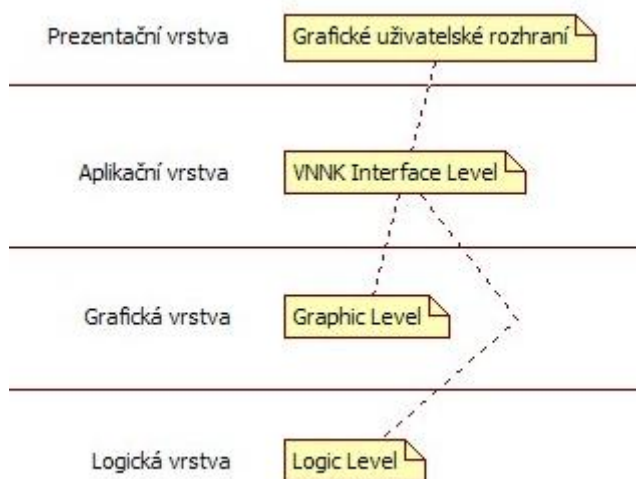 Prezentační vrstva
Grafické uživatelské rozhraní
Aplikační vrstva
VNNK Interface Level
Grafická vrstva
Graphic Level
Logická vrstva
Logic Level